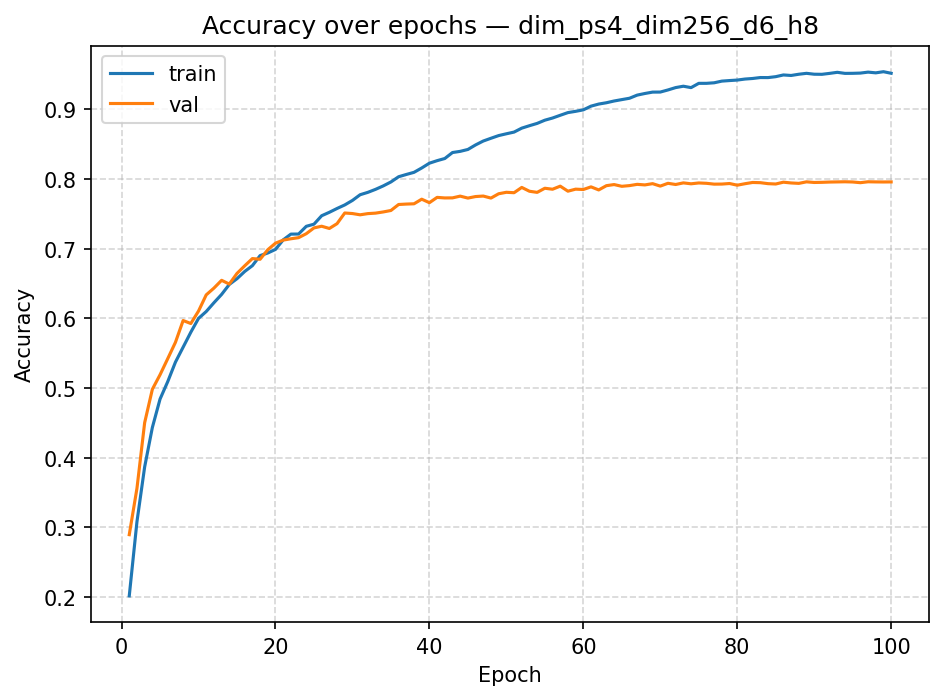 Accuracy over epochs — dim_ps4_dim256_d6_h8
train
val
Accuracy
0.9
0.8
0.7
0.6
0.5
0.4
0.3
0.2
0 20 40 60 80 100
Epoch